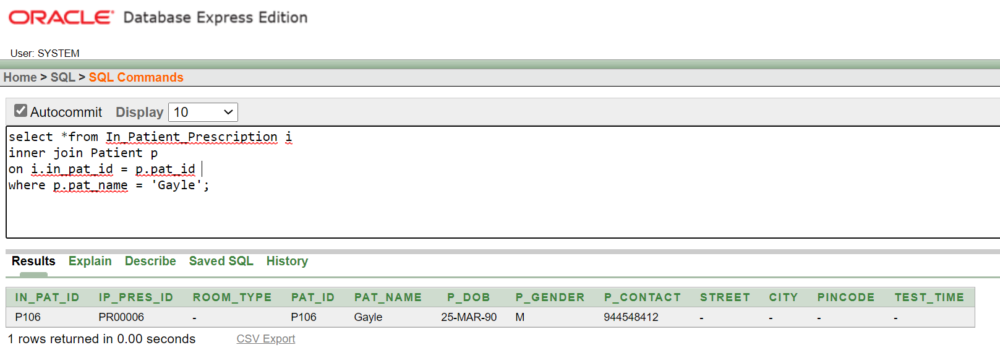 ORACLE Database Express Edition
User: SYSTEM
Home > SQL > SQL Commands
Autocommit Display 10
select *from In_Patient_Prescription i
inner join Patient p
on i.in_pat_id = p.pat_id
where p.pat_name = 'Gayle';
Results Explain Describe Saved SQL History
IN_PAT_ID IP_PRES_ID ROOM_TYPE PAT_ID PAT_NAME P_DOB P_GENDER P_CONTACT STREET CITY PINCODE TEST_TIME
P106 PR00006 - P106 Gayle 25-MAR-90 M 944548412 - - - -
1 rows returned in 0.00 seconds CSV Export